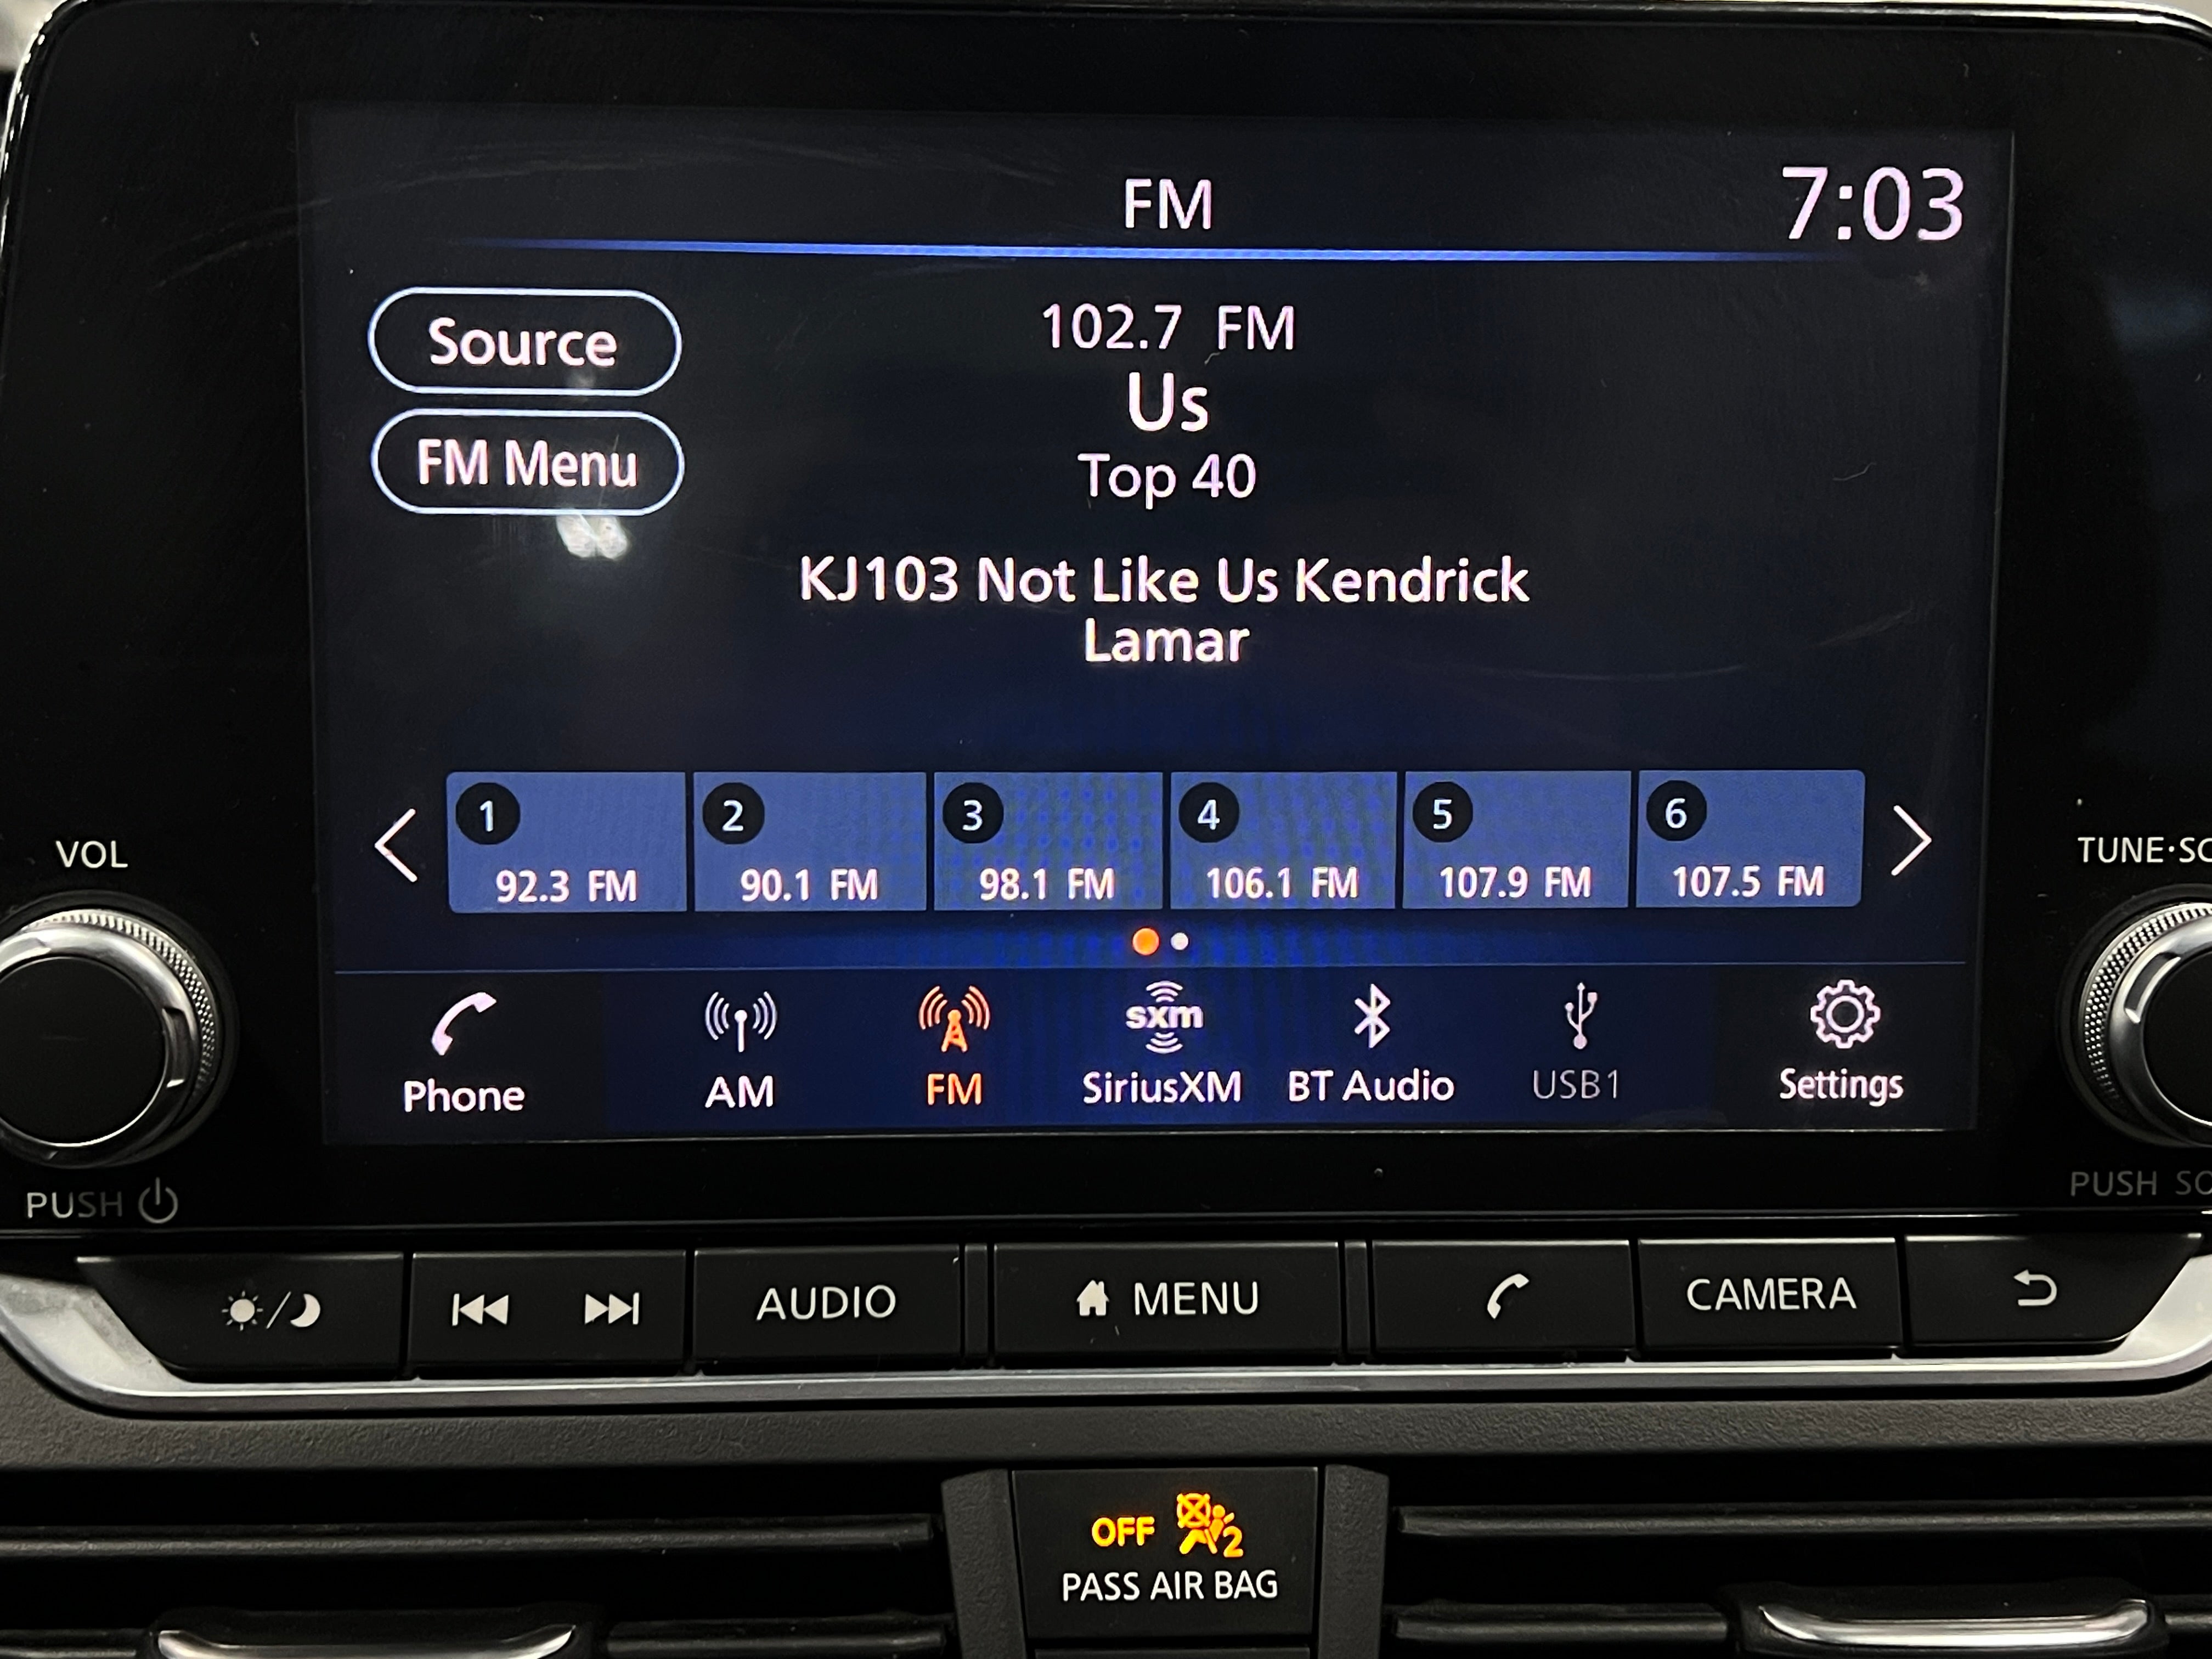 FM
7:03
Source
102.7 FM
Us
FM Menu
Top 40
KJ103 Not Like Us Kendrick
Lamar
1
2
3
4
5
6
92.3 FM
90.1 FM
98.1 FM
106.1 FM
107.9 FM
107.5 FM
VOL
TUNE·SC
sxm
Phone
AM
FM
SiriusXM
BT Audio
USB1
Settings
PUSH
PUSH SC
AUDIO
MENU
CAMERA
OFF
2
PASS AIR BAG